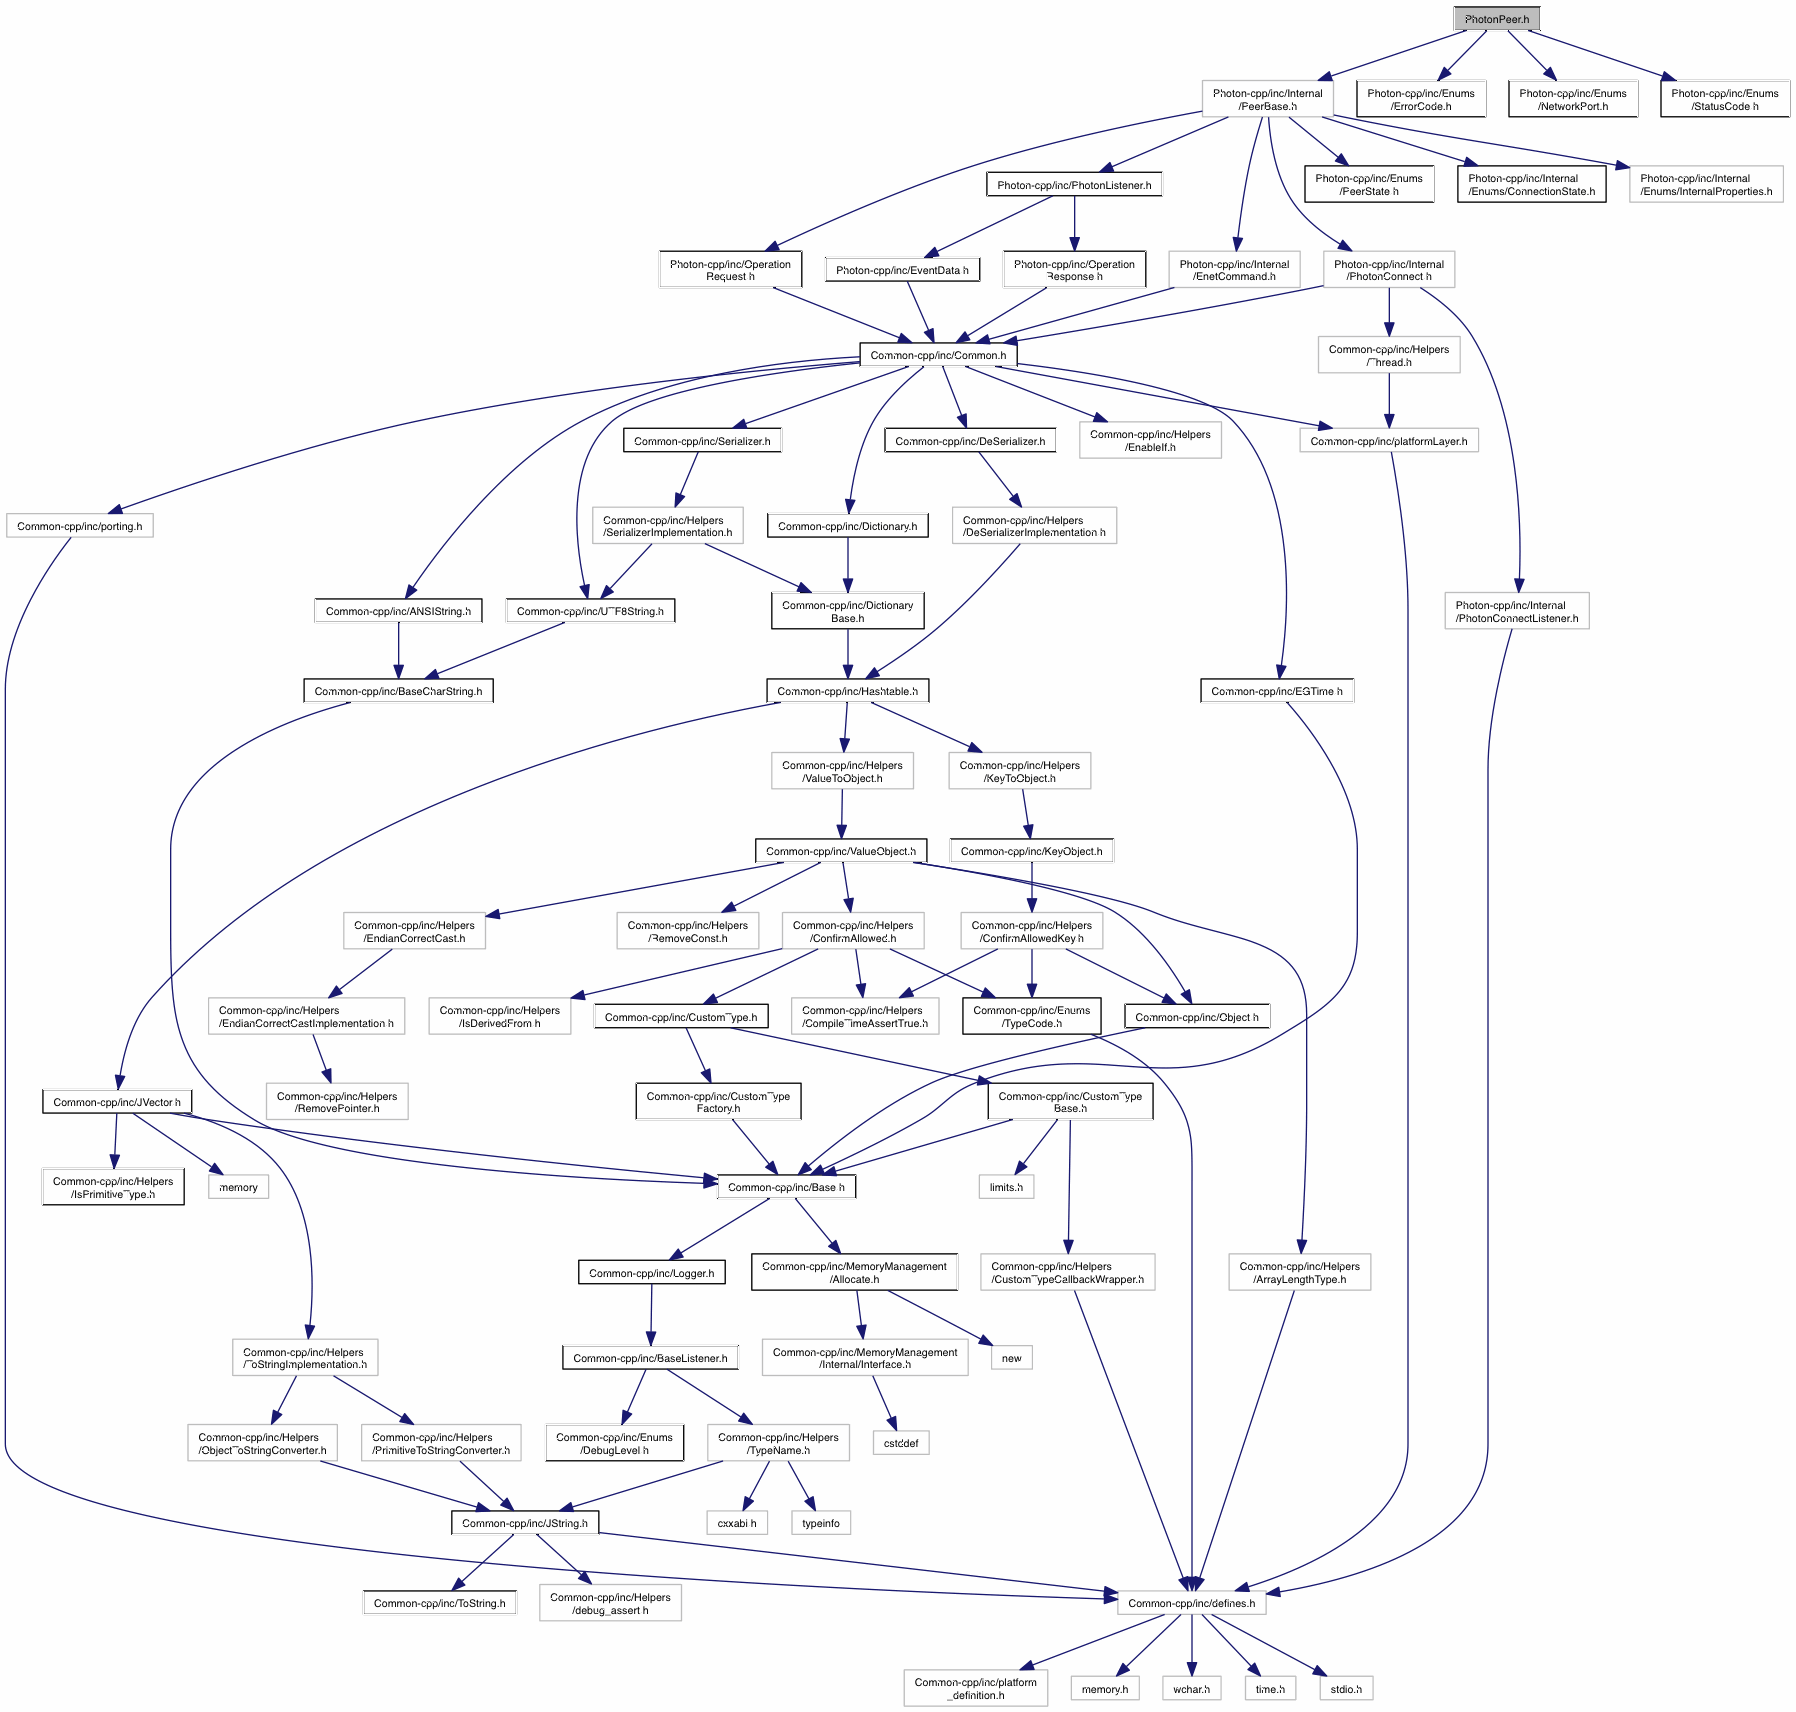 PhotonPeer.h
Photon-cpp/inc/Internal
/PeerBase.h
Photon-cpp/inc/Enums
/ErrorCode.h
Photon-cpp/inc/Enums
/NetworkPort.h
Photon-cpp/inc/Enums
/StatusCode.h
Photon-cpp/inc/PhotonListener.h
Photon-cpp/inc/Enums
/PeerState.h
Photon-cpp/inc/Internal
/Enums/ConnectionState.h
Photon-cpp/inc/Internal
/Enums/InternalProperties.h
Photon-cpp/inc/Operation
Request.h
Photon-cpp/inc/EventData.h
Photon-cpp/inc/Operation
Response.h
Photon-cpp/inc/Internal
/EnetCommand.h
Photon-cpp/inc/Internal
/PhotonConnect.h
Common-cpp/inc/Common.h
Common-cpp/inc/Helpers
/Thread.h
Common-cpp/inc/Serializer.h
Common-cpp/inc/DeSerializer.h
Common-cpp/inc/Helpers
/EnableIf.h
Common-cpp/inc/platformLayer.h
Common-cpp/inc/porting.h
Common-cpp/inc/Helpers
/SerializerImplementation.h
Common-cpp/inc/Dictionary.h
Common-cpp/inc/Helpers
/DeSerializerImplementation.h
Common-cpp/inc/ANSIString.h
Common-cpp/inc/UTF8String.h
Common-cpp/inc/Dictionary
Base.h
Photon-cpp/inc/Internal
/PhotonConnectListener.h
Common-cpp/inc/BaseCharString.h
Common-cpp/inc/Hashtable.h
Common-cpp/inc/EGTime.h
Common-cpp/inc/Helpers
/ValueToObject.h
Common-cpp/inc/Helpers
/KeyToObject.h
Common-cpp/inc/ValueObject.h
Common-cpp/inc/KeyObject.h
Common-cpp/inc/Helpers
/EndianCorrectCast.h
Common-cpp/inc/Helpers
/RemoveConst.h
Common-cpp/inc/Helpers
/ConfirmAllowed.h
Common-cpp/inc/Helpers
/ConfirmAllowedKey.h
Common-cpp/inc/Helpers
/EndianCorrectCastImplementation.h
Common-cpp/inc/Helpers
/IsDerivedFrom.h
Common-cpp/inc/CustomType.h
Common-cpp/inc/Helpers
/CompileTimeAssertTrue.h
Common-cpp/inc/Enums
/TypeCode.h
Common-cpp/inc/Object.h
Common-cpp/inc/JVector.h
Common-cpp/inc/Helpers
/RemovePointer.h
Common-cpp/inc/CustomType
Factory.h
Common-cpp/inc/CustomType
Base.h
Common-cpp/inc/Helpers
/IsPrimitiveType.h
memory
Common-cpp/inc/Base.h
limits.h
Common-cpp/inc/Logger.h
Common-cpp/inc/MemoryManagement
/Allocate.h
Common-cpp/inc/Helpers
/CustomTypeCallbackWrapper.h
Common-cpp/inc/Helpers
/ArrayLengthType.h
Common-cpp/inc/Helpers
/ToStringImplementation.h
Common-cpp/inc/BaseListener.h
Common-cpp/inc/MemoryManagement
/Internal/Interface.h
new
Common-cpp/inc/Helpers
/ObjectToStringConverter.h
Common-cpp/inc/Helpers
/PrimitiveToStringConverter.h
Common-cpp/inc/Enums
/DebugLevel.h
Common-cpp/inc/Helpers
/TypeName.h
cstddef
Common-cpp/inc/JString.h
cxxabi.h
typeinfo
Common-cpp/inc/ToString.h
Common-cpp/inc/Helpers
/debug_assert.h
Common-cpp/inc/defines.h
Common-cpp/inc/platform
_definition.h
memory.h
wchar.h
time.h
stdio.h